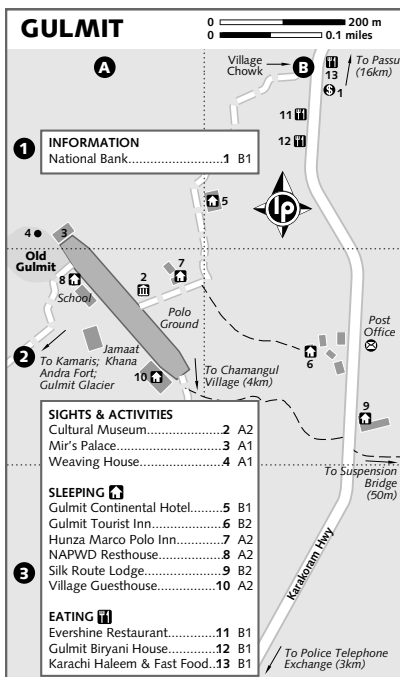 GULMIT
0 200 m
0 0.1 miles
A
B
Village
Chowk
13
To Passu
(16km)
1
11
12
1
INFORMATION
National Bank......................1 B1
5
lp
4
3
Old
Gulmit
8
School
2
7
Polo
Ground
Post
Office
2
To Kamaris;
Andra Fort;
Gulmit Glacier
Jamaat
Khana
10
To Chamangul
Village (4km)
6
9
To Suspension
Bridge
(50m)
SIGHTS & ACTIVITIES
Cultural Museum...................2 A2
Mir's Palace..........................3 A1
Weaving House....................4 A1
SLEEPING
Gulmit Continental Hotel.......5 B1
Gulmit Tourist Inn.................6 B2
Hunza Marco Polo Inn..........7 A2
NAPWD Resthouse...............8 A2
Silk Route Lodge...................9 B2
Village Guesthouse.............10 A2
3
EATING
Evershine Restaurant...........11 B1
Gulmit Biryani House...........12 B1
Karachi Haleem & Fast Food..13 B1
Karakoram Hwy
To Police Telephone
Exchange (3km)